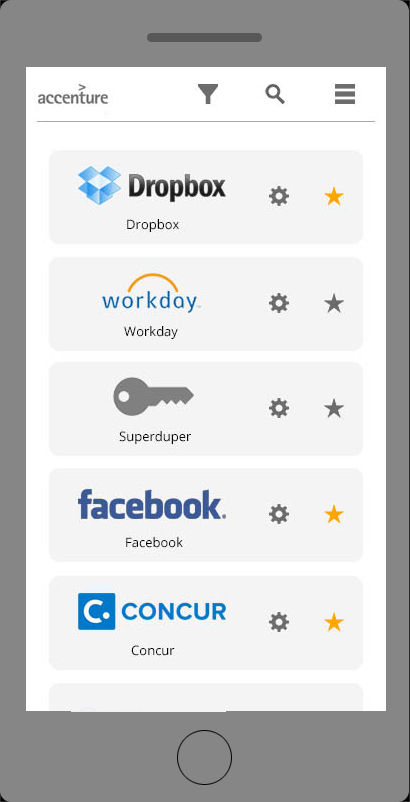 accenture
Dropbox
Dropbox
workday
Workday
Superduper
facebook.
Facebook
C. CONCUR
Concur